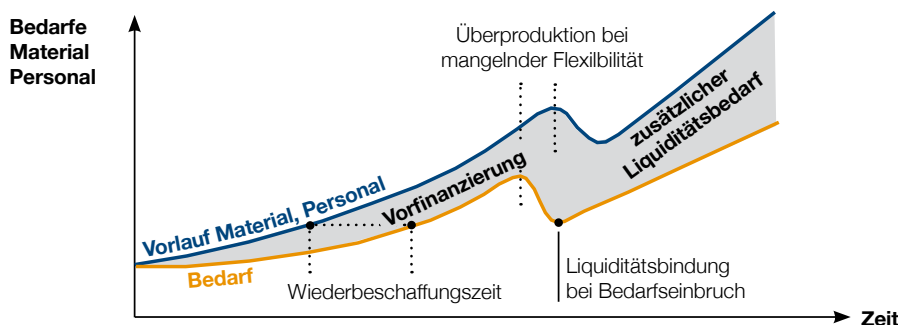 Bedarfe
Material
Personal
Überproduktion bei
mangelnder Flexilbilität
zusätzlicher
Liquiditätsbedarf
Vorfinanzierung
Vorlauf Material, Personal
Bedarf
Wiederbeschaffungszeit
Liquiditätsbindung
bei Bedarfseinbruch
Zeit